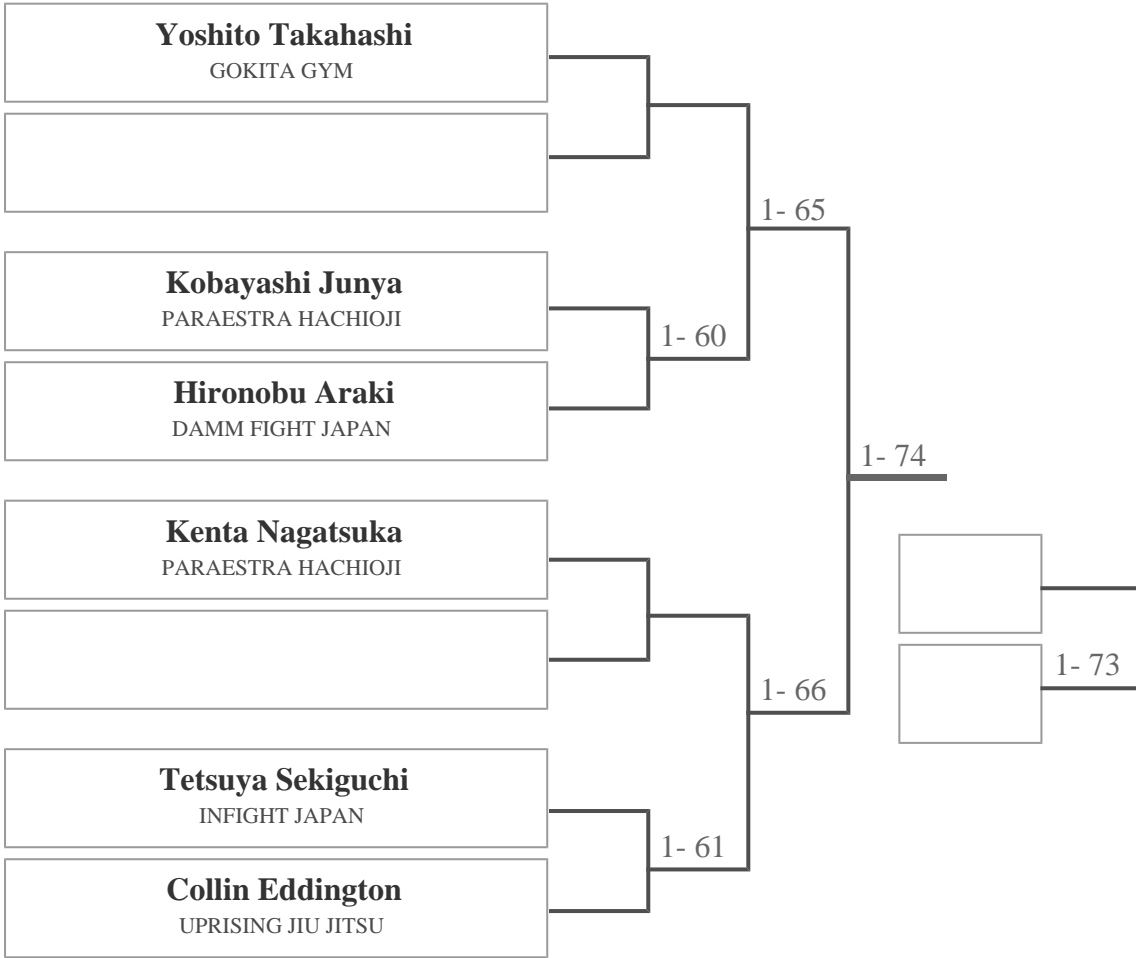 Yoshito Takahashi
GOKITA GYM
1- 65
Kobayashi Junya
PARAESTRA HACHIOJI
1- 60
Hironobu Araki
DAMM FIGHT JAPAN
1- 74
Kenta Nagatsuka
PARAESTRA HACHIOJI
1- 73
1- 66
Tetsuya Sekiguchi
INFIGHT JAPAN
1- 61
Collin Eddington
UPRISING JIU JITSU